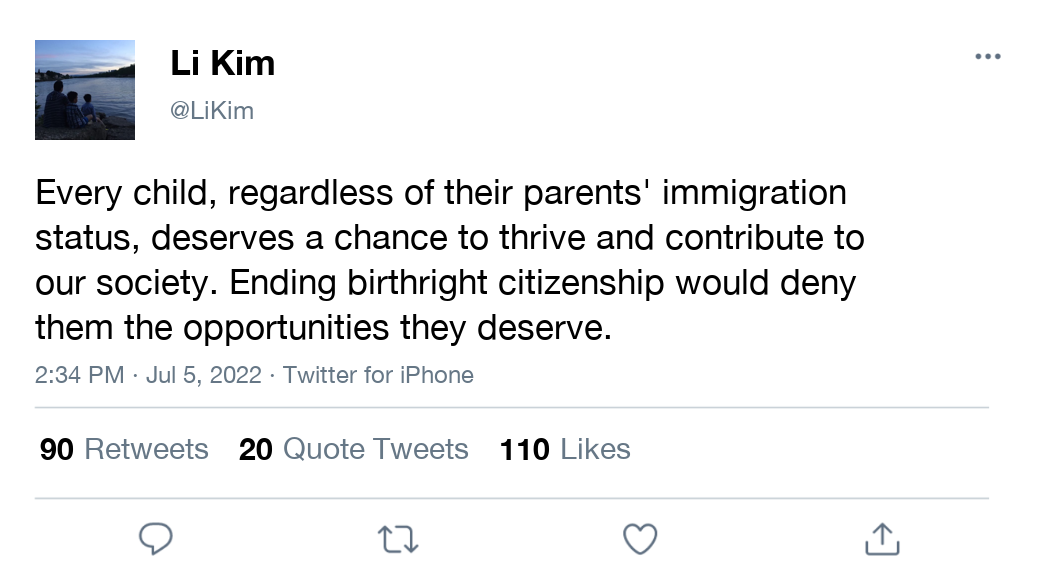 Li Kim
@LiKim
Every child, regardless of their parents' immigration
status, deserves a chance to thrive and contribute to
our society. Ending birthright citizenship would deny
them the opportunities they deserve.
2:34 PM · Jul 5, 2022 · Twitter for iPhone
90 Retweets 20 Quote Tweets 110 Likes